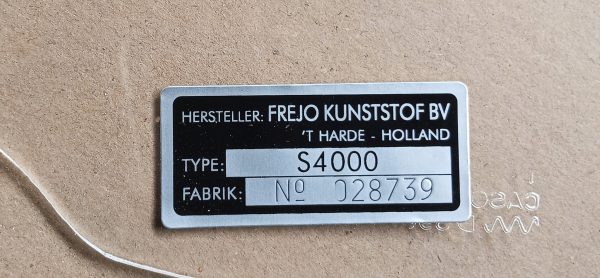 HERSTELLER: FREJO KUNSTSTOF BV
'T HARDE - HOLLAND
TYPE: S4000
FABRIK: Nº 028739